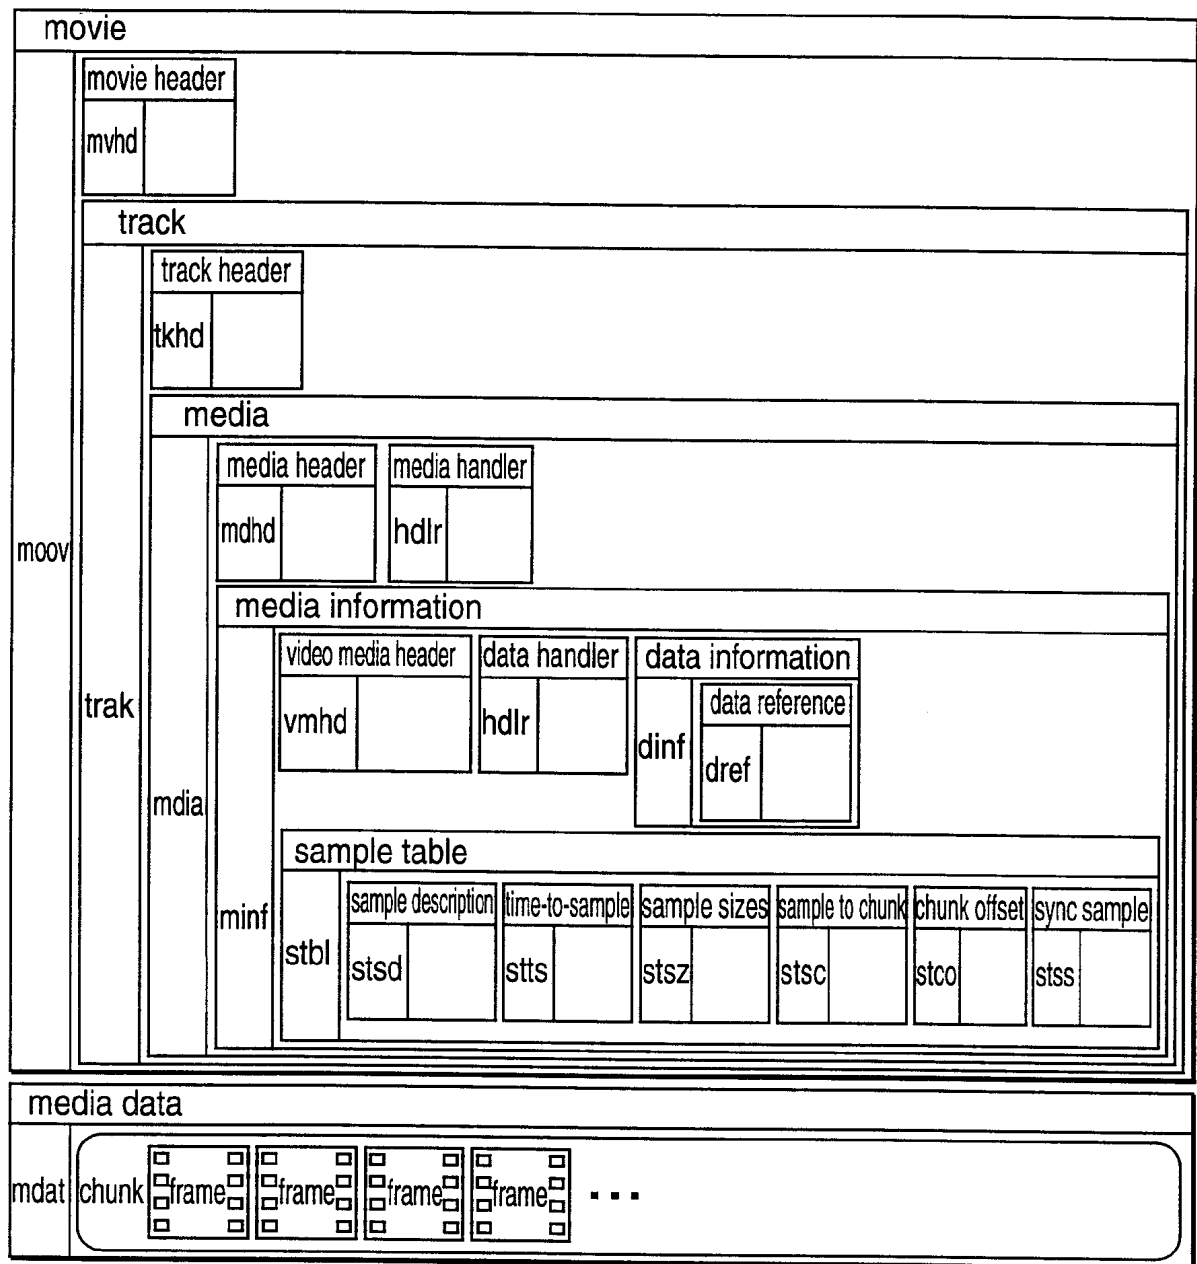 movie
moov
movie header
mvhd
track
trak
track header
tkhd
media
mdia
media header
mdhd
media handler
hdlr
media information
minf
video media header
vmhd
data handler
hdlr
data information
dinf
data reference
dref
sample table
stbl
sample description
stsd
time-to-sample
stts
sample sizes
stsz
sample to chunk
stsc
chunk offset
stco
sync sample
stss
media data
mdat
chunk
frame
frame
frame
frame
...